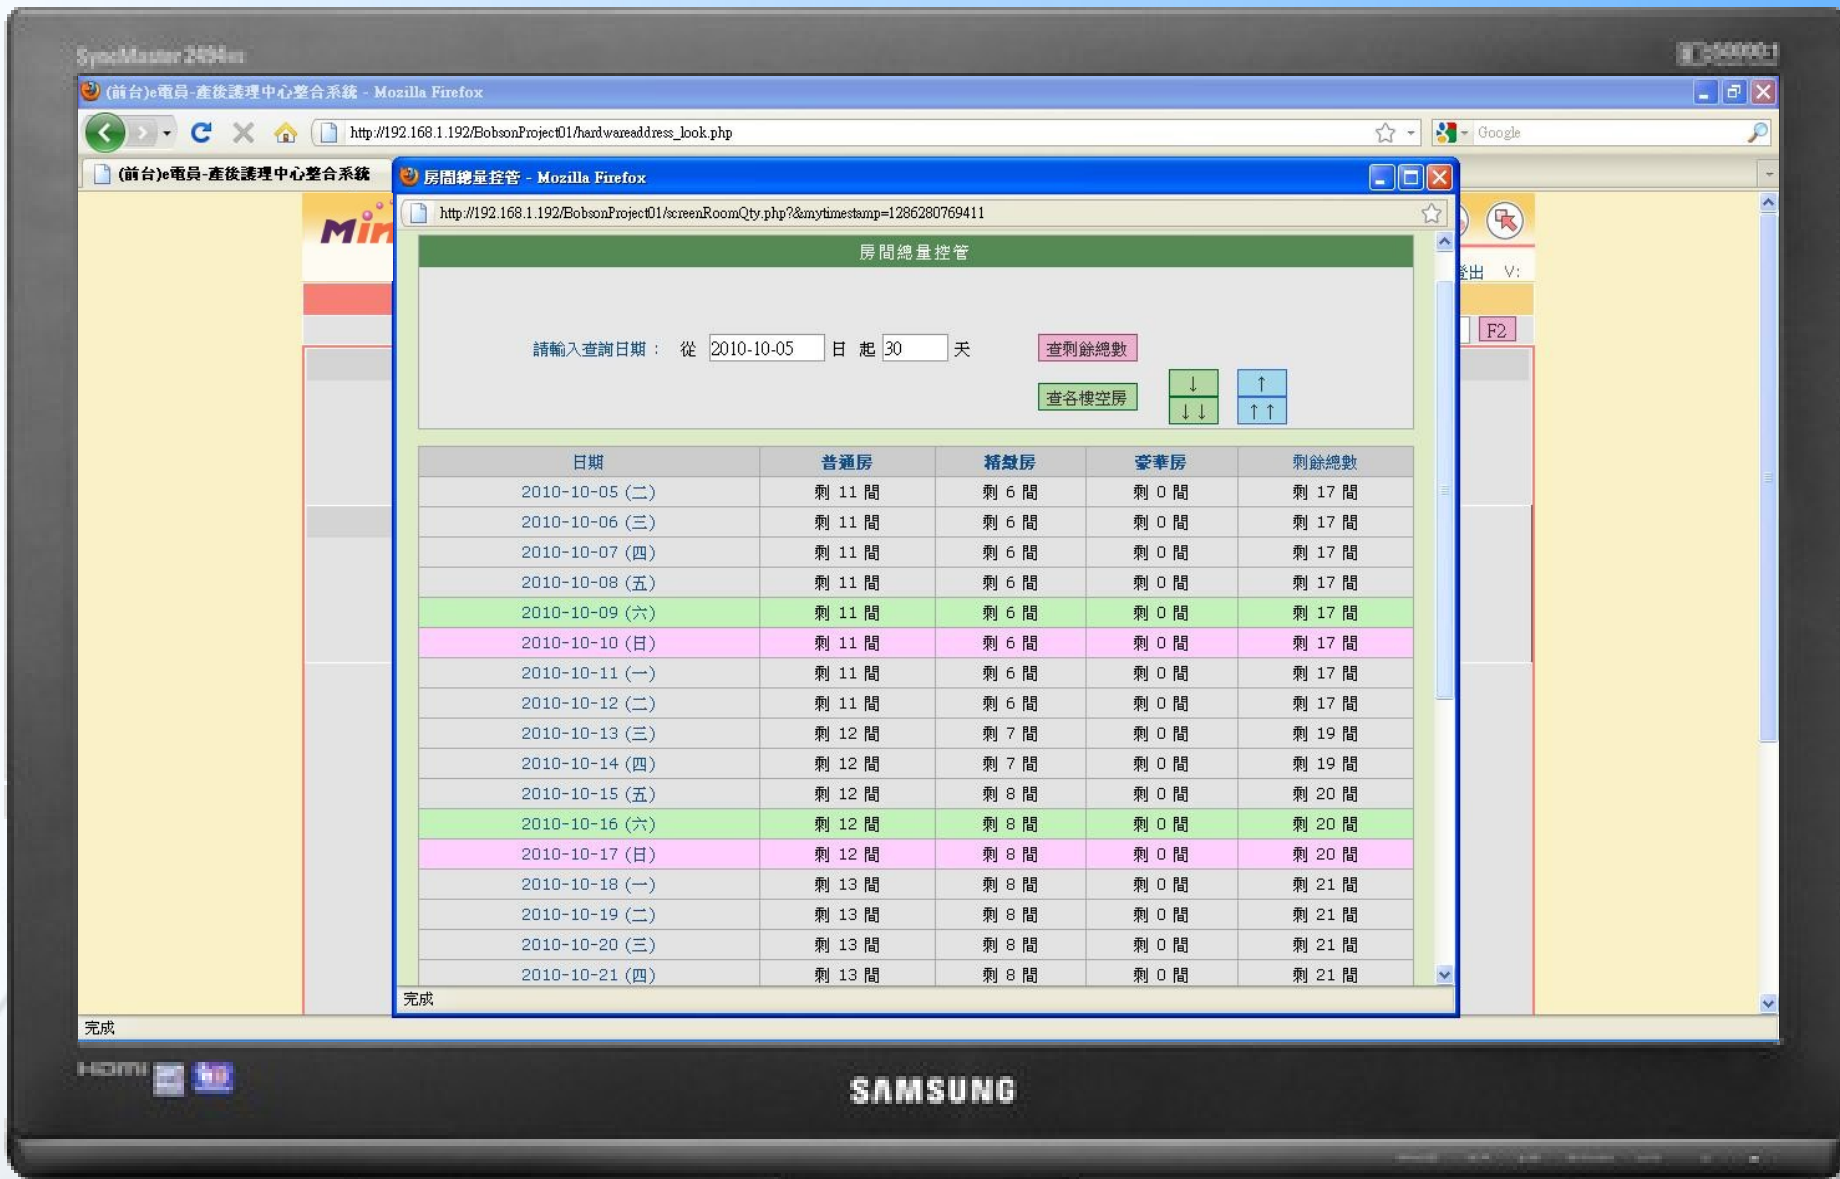 SyncMaster 2494HS
(前台)e電員-產後護理中心整合系統 - Mozilla Firefox
http://192.168.1.192/BobsonProject01/hardwareaddress_look.php
Google
(前台)e電員-產後護理中心整合系統
房間總量控管 - Mozilla Firefox
http://192.168.1.192/BobsonProject01/screenRoomQty.php?&mytimestamp=1286280769411
Min
登出 V:
F2
房間總量控管
請輸入查詢日期： 從 2010-10-05 日 起 30 天 查剩餘總數
查各樓空房 ↓ ↑
↓↓ ↑↑
日期 普通房 精緻房 豪華房 剩餘總數
2010-10-05 (二) 剩 11 間 剩 6 間 剩 0 間 剩 17 間
2010-10-06 (三) 剩 11 間 剩 6 間 剩 0 間 剩 17 間
2010-10-07 (四) 剩 11 間 剩 6 間 剩 0 間 剩 17 間
2010-10-08 (五) 剩 11 間 剩 6 間 剩 0 間 剩 17 間
2010-10-09 (六) 剩 11 間 剩 6 間 剩 0 間 剩 17 間
2010-10-10 (日) 剩 11 間 剩 6 間 剩 0 間 剩 17 間
2010-10-11 (一) 剩 11 間 剩 6 間 剩 0 間 剩 17 間
2010-10-12 (二) 剩 11 間 剩 6 間 剩 0 間 剩 17 間
2010-10-13 (三) 剩 12 間 剩 7 間 剩 0 間 剩 19 間
2010-10-14 (四) 剩 12 間 剩 7 間 剩 0 間 剩 19 間
2010-10-15 (五) 剩 12 間 剩 8 間 剩 0 間 剩 20 間
2010-10-16 (六) 剩 12 間 剩 8 間 剩 0 間 剩 20 間
2010-10-17 (日) 剩 12 間 剩 8 間 剩 0 間 剩 20 間
2010-10-18 (一) 剩 13 間 剩 8 間 剩 0 間 剩 21 間
2010-10-19 (二) 剩 13 間 剩 8 間 剩 0 間 剩 21 間
2010-10-20 (三) 剩 13 間 剩 8 間 剩 0 間 剩 21 間
2010-10-21 (四) 剩 13 間 剩 8 間 剩 0 間 剩 21 間
完成
完成
HDMI
SAMSUNG